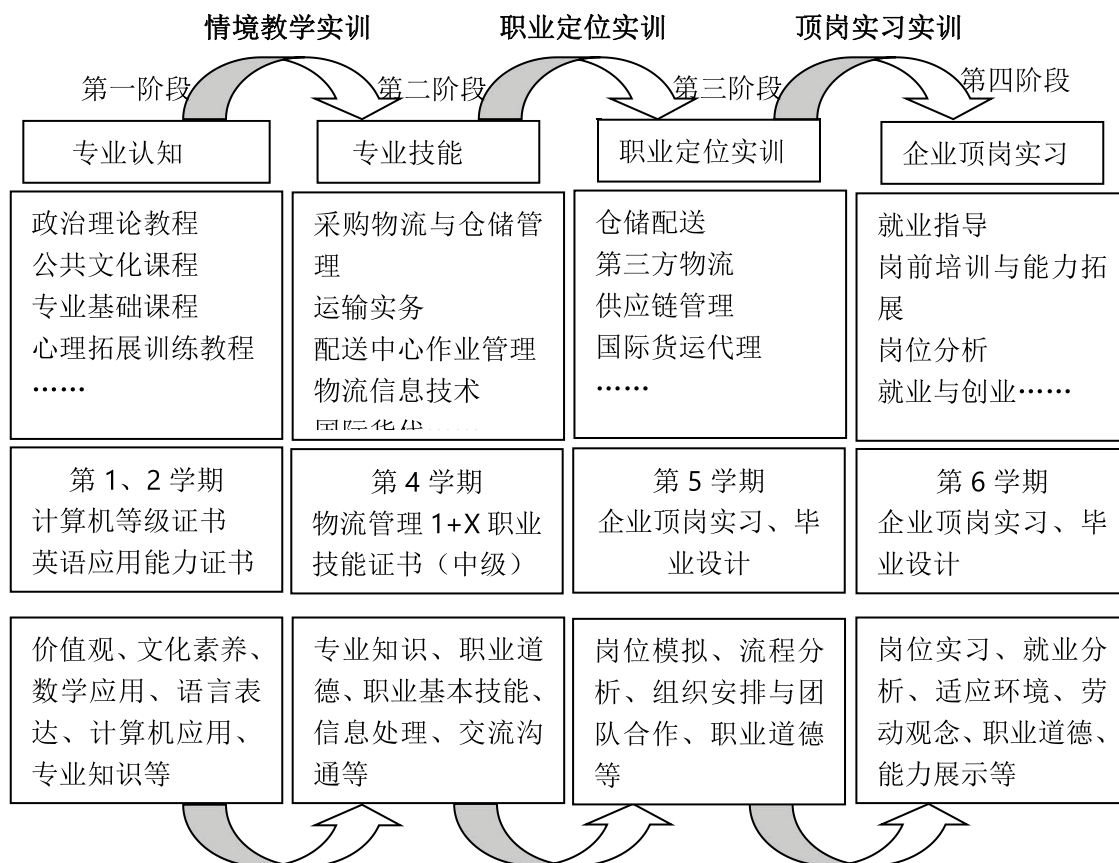 情境教学实训
职业定位实训
顶岗实习实训
第一阶段
第二阶段
第三阶段
第四阶段
专业认知
专业技能
职业定位实训
企业顶岗实习
政治理论教程
公共文化课程
专业基础课程
心理拓展训练教程
……
采购物流与仓储管
理
运输实务
配送中心作业管理
物流信息技术
国际货代……
仓储配送
第三方物流
供应链管理
国际货运代理
……
就业指导
岗前培训与能力拓
展
岗位分析
就业与创业……
第 1、2 学期
计算机等级证书
英语应用能力证书
第 4 学期
物流管理 1+X 职业
技能证书（中级）
第 5 学期
企业顶岗实习、毕
业设计
第 6 学期
企业顶岗实习、毕
业设计
价值观、文化素养、
数学应用、语言表
达、计算机应用、
专业知识等
专业知识、职业道
德、职业基本技能、
信息处理、交流沟
通等
岗位模拟、流程分
析、组织安排与团
队合作、职业道德
等
岗位实习、就业分
析、适应环境、劳
动观念、职业道德、
能力展示等